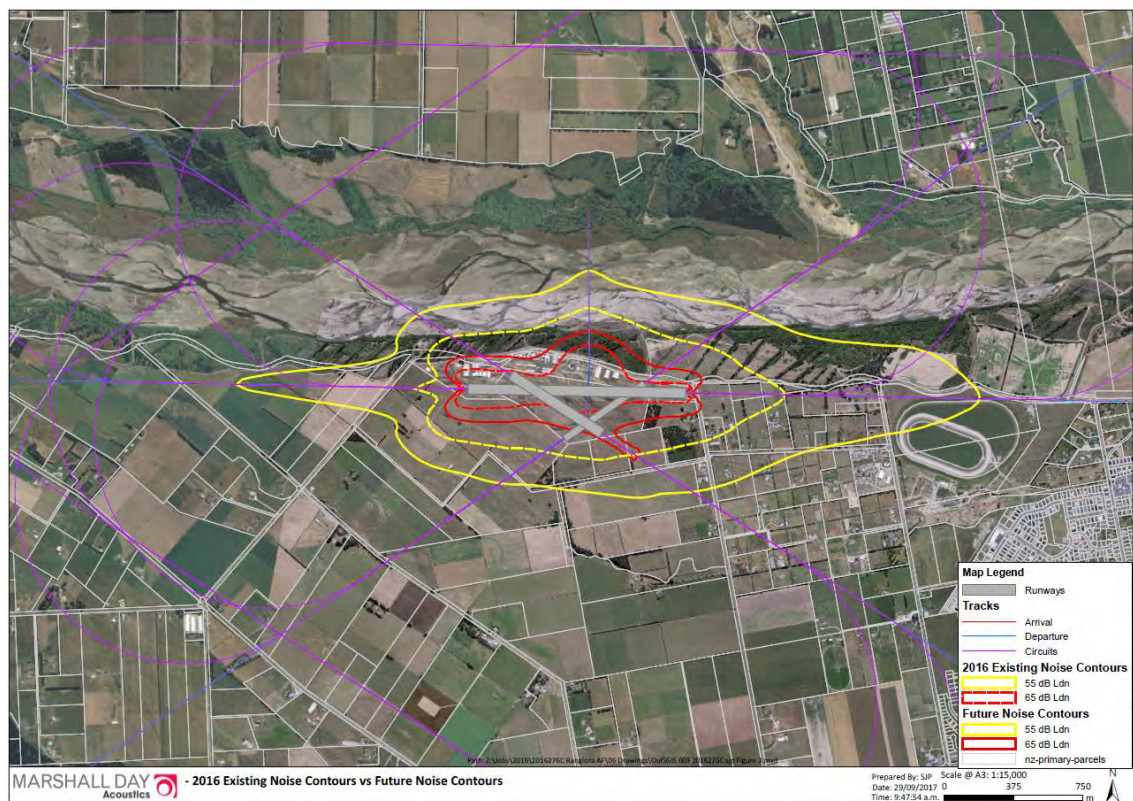 Map Legend
Runways
Tracks
Arrival
Departure
Circuits
2016 Existing Noise Contours
55 dB Ldn
65 dB Ldn
Future Noise Contours
55 dB Ldn
65 dB Ldn
nz-primary-parcels
MARSHALL DAY
Acoustics
- 2016 Existing Noise Contours vs Future Noise Contours
Prepared By: SJP
Date: 29/09/2017
Time: 9:47:54 a.m.
Scale @ A3: 1:15,000
0 375 750
m
N